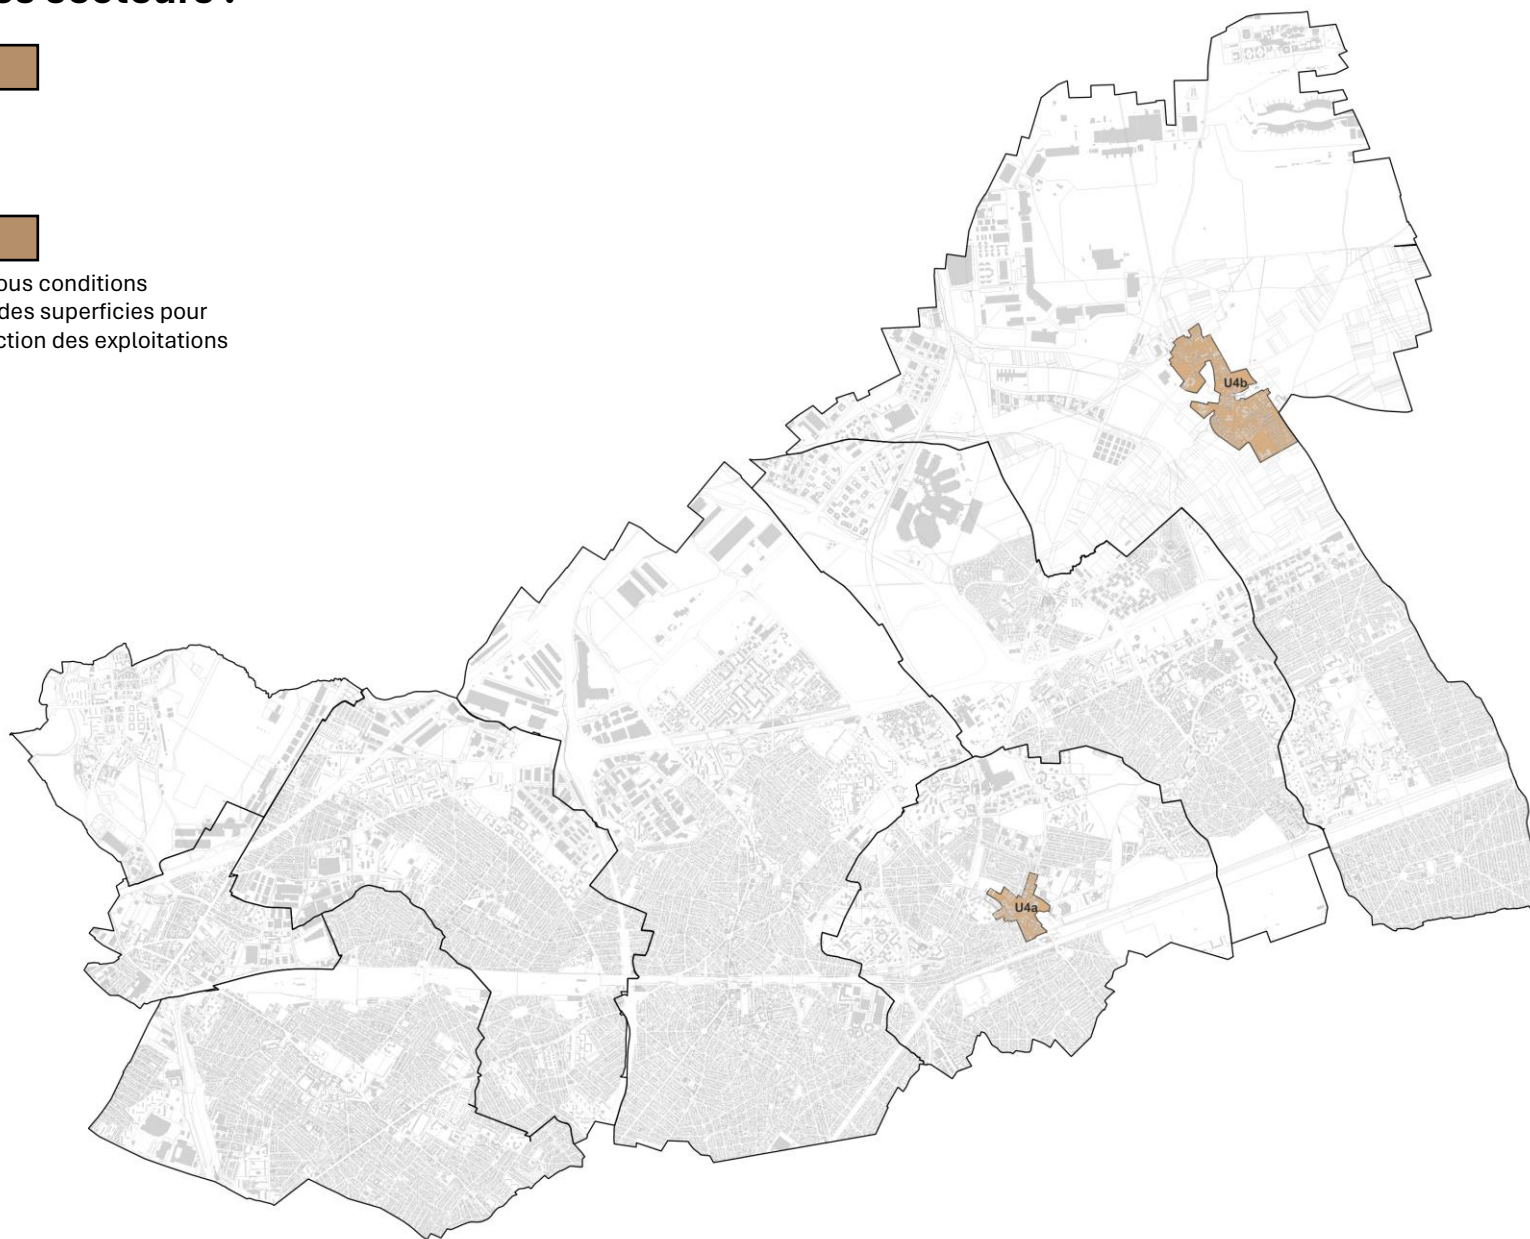 es secteurs :
ous conditions
des superficies pour
ction des exploitations
U4b
U4a